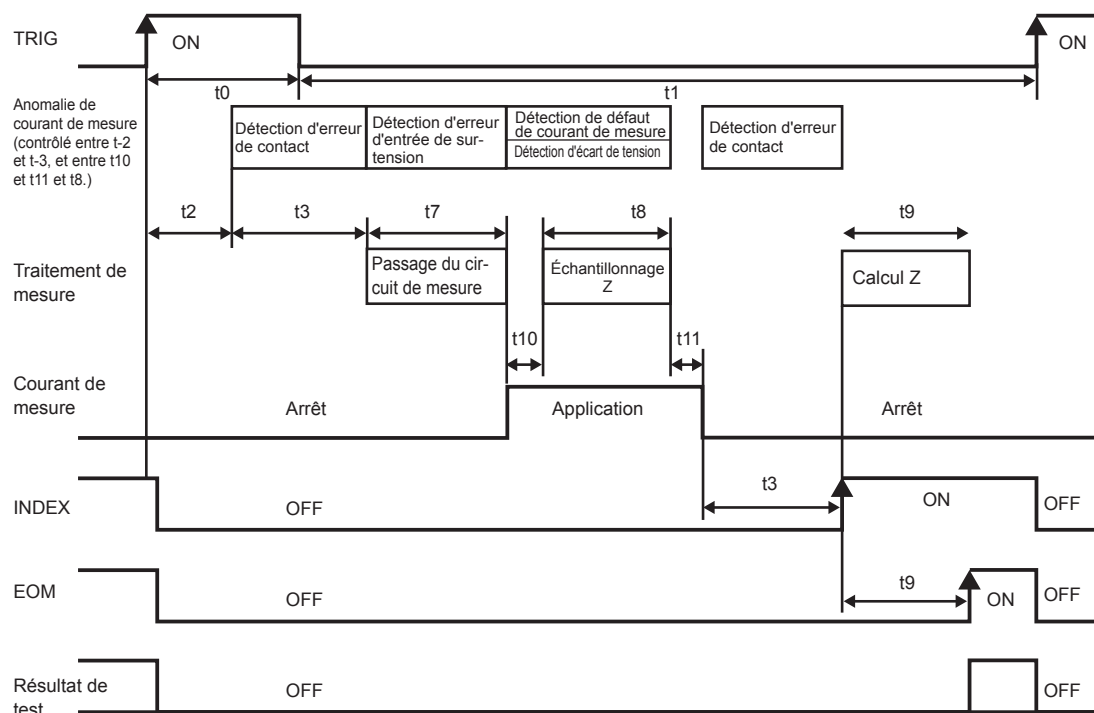 TRIG
ON
ON
t0
t1
Anomalie de
courant de mesure
(contrôlé entre t-2
et t-3, et entre t10
et t11 et t8.)
Détection d'erreur
de contact
Détection d'erreur
d'entrée de sur-
tension
Détection de défaut
de courant de mesure
Détection d'écart de tension
Détection d'erreur
de contact
t2
t3
t7
t8
t9
Traitement de
mesure
Passage du cir-
cuit de mesure
Échantillonnage
Z
Calcul Z
t10
t11
Courant de
mesure
Arrêt
Application
Arrêt
t3
INDEX
OFF
ON
OFF
t9
EOM
OFF
ON
OFF
Résultat de
test
OFF
OFF